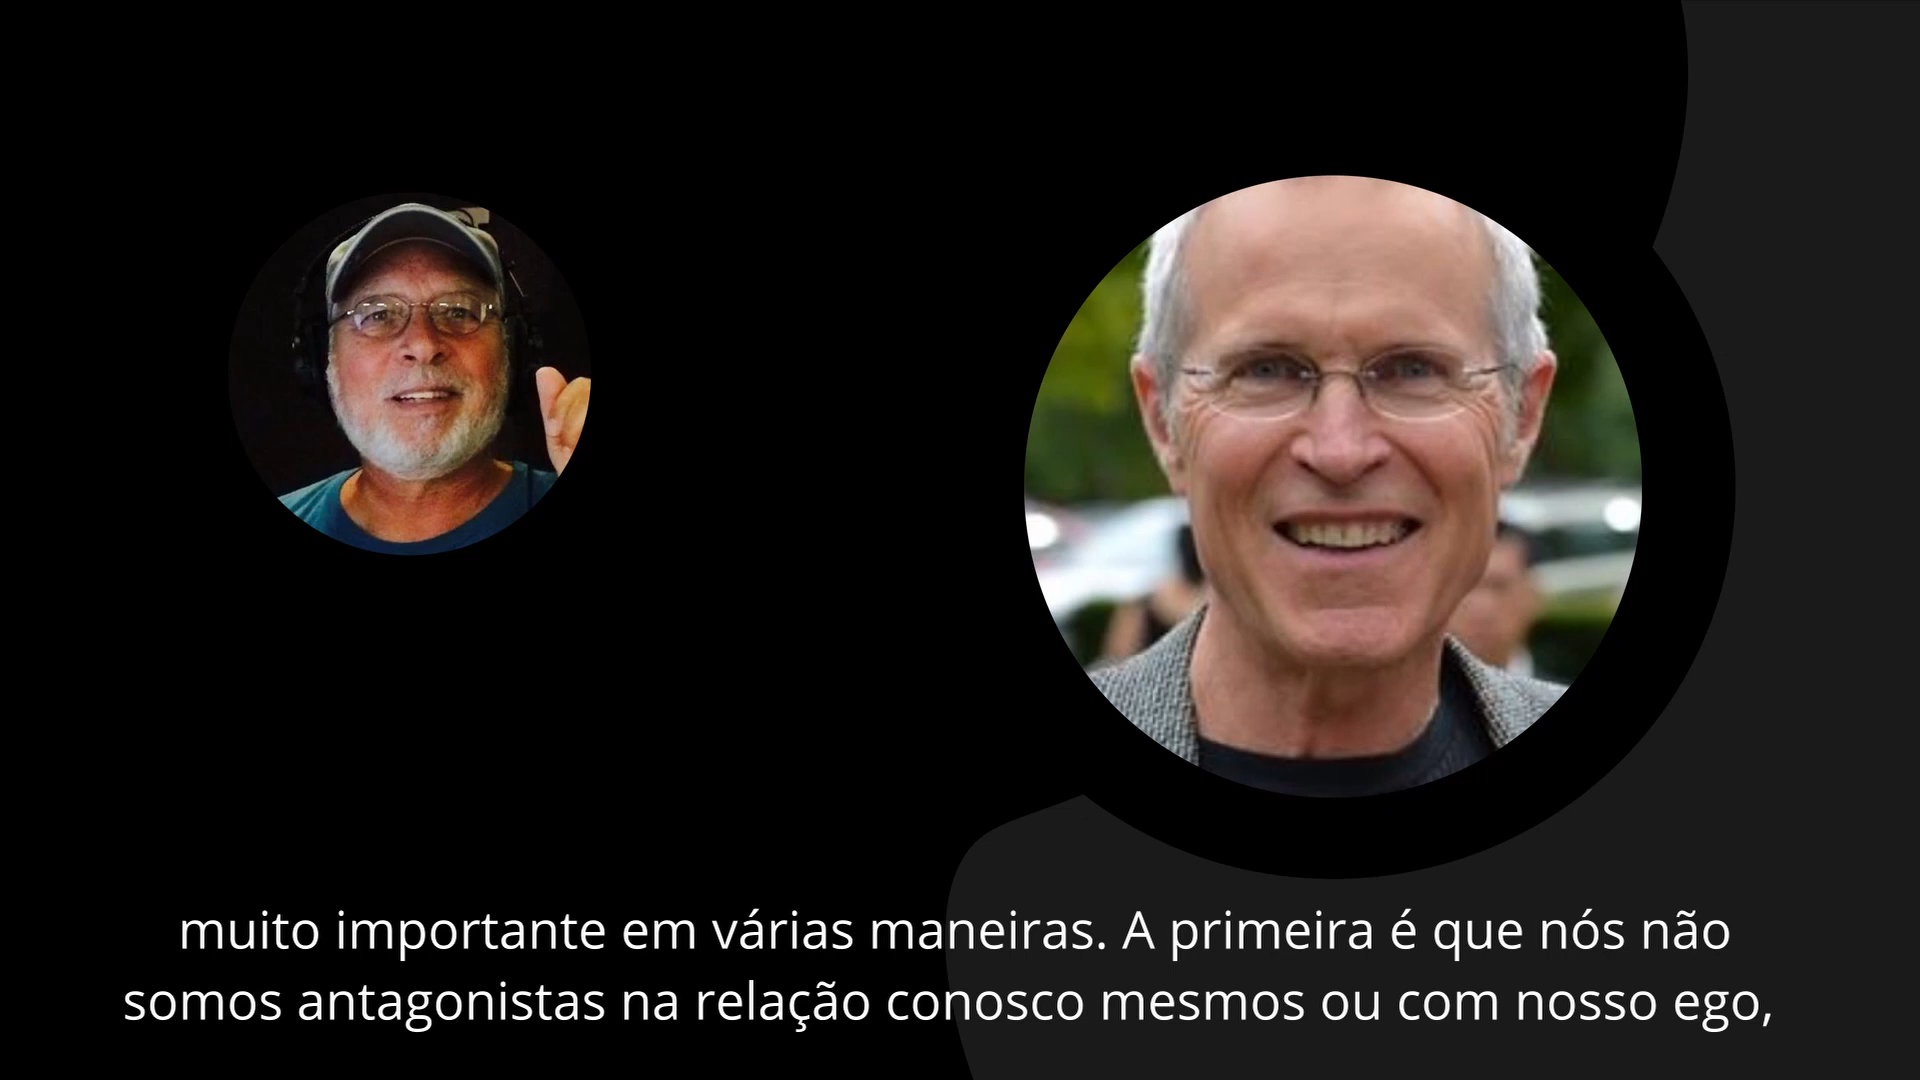 muito importante em várias maneiras. A primeira é que nós não
somos antagonistas na relação conosco mesmos ou com nosso ego,